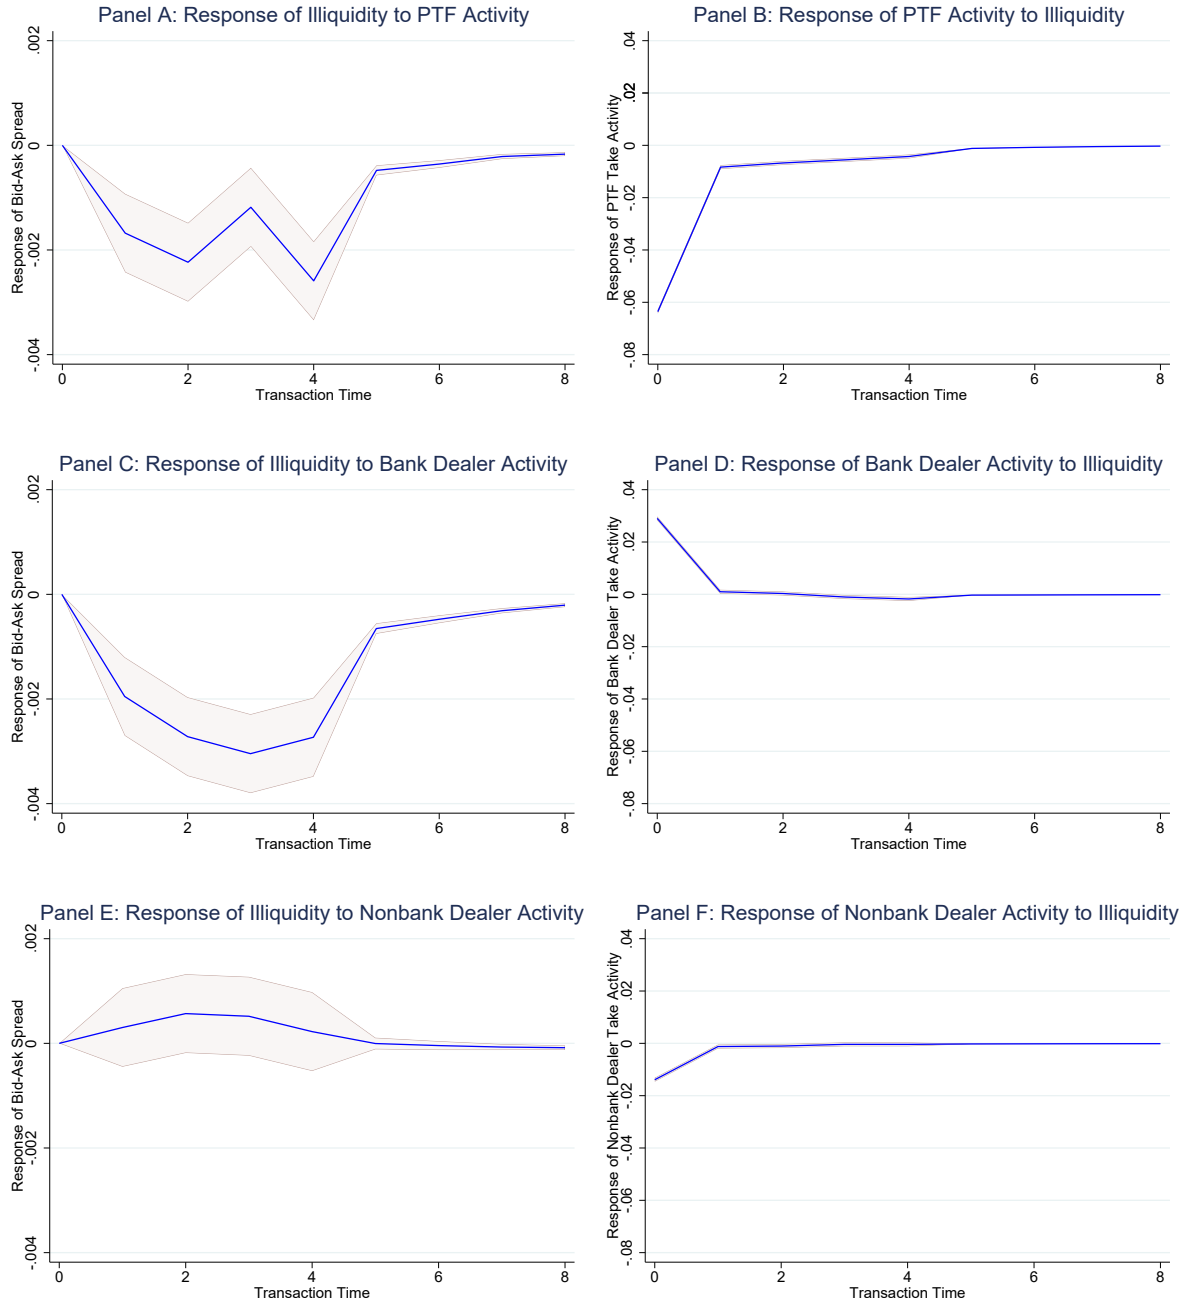 Panel A: Response of Illiquidity to PTF Activity
Response of Bid-Ask Spread
.002
0
-.002
-.004
0 2 4 6 8
Transaction Time
Panel B: Response of PTF Activity to Illiquidity
Response of PTF Take Activity
.04
.02
0
-.02
-.04
-.06
-.08
0 2 4 6 8
Transaction Time
Panel C: Response of Illiquidity to Bank Dealer Activity
Response of Bid-Ask Spread
.002
0
-.002
-.004
0 2 4 6 8
Transaction Time
Panel D: Response of Bank Dealer Activity to Illiquidity
Response of Bank Dealer Take Activity
.04
.02
0
-.02
-.04
-.06
-.08
0 2 4 6 8
Transaction Time
Panel E: Response of Illiquidity to Nonbank Dealer Activity
Response of Bid-Ask Spread
.002
0
-.002
-.004
0 2 4 6 8
Transaction Time
Panel F: Response of Nonbank Dealer Activity to Illiquidity
Response of Nonbank Dealer Take Activity
.04
.02
0
-.02
-.04
-.06
-.08
0 2 4 6 8
Transaction Time